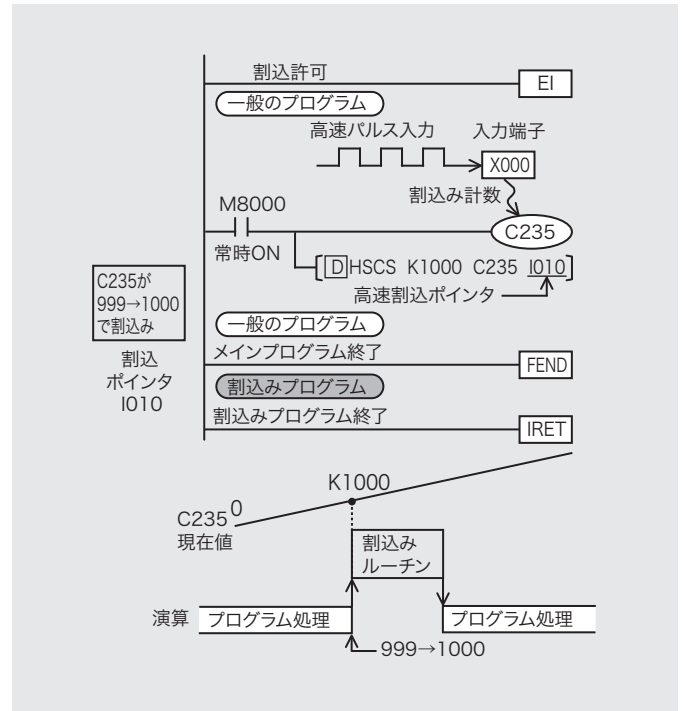 割込許可
EI
一般のプログラム
高速パルス入力 入力端子
X000
割込み計数
M8000
C235
常時ON
DHSCS K1000 C235 I010
高速割込ポインタ
C235が
999→1000
で割込み
割込
ポインタ
I010
一般のプログラム
メインプログラム終了
FEND
割込みプログラム
割込みプログラム終了
IRET
K1000
C235 0
現在値
割込み
ルーチン
演算 プログラム処理 プログラム処理
999→1000